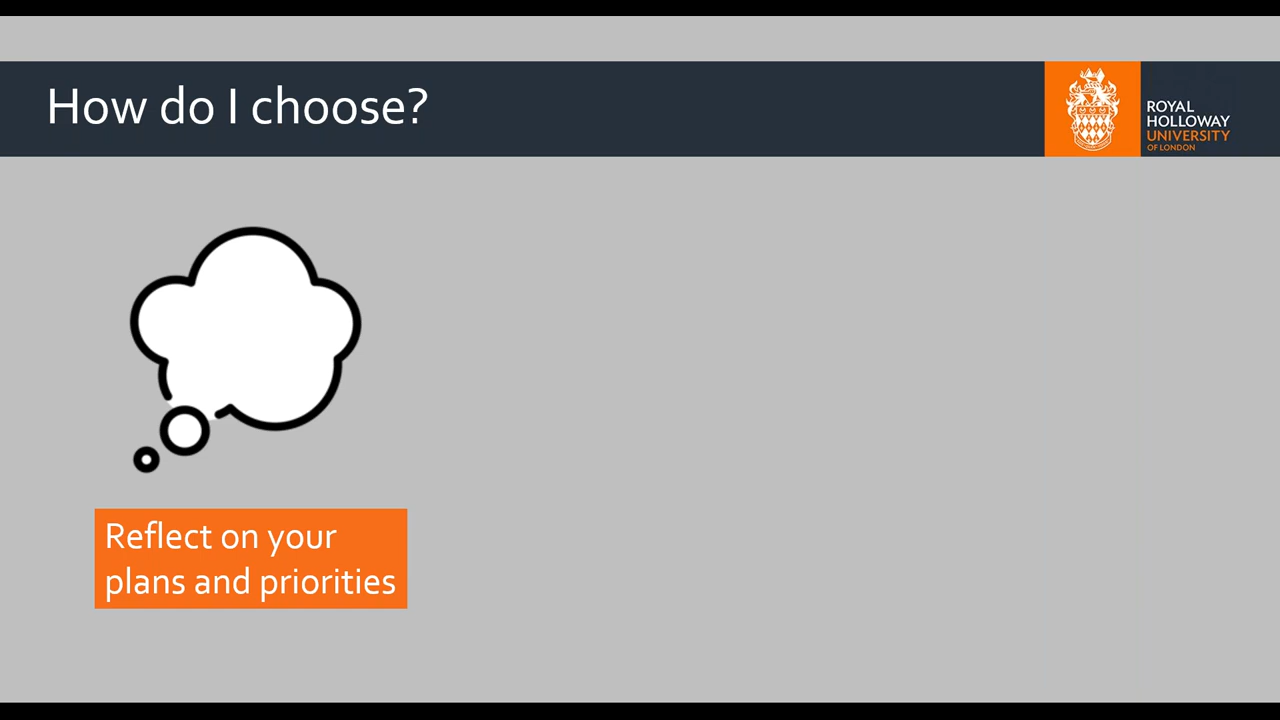 How do I choose?
ROYAL
HOLLOWAY
UNIVERSITY
OF LONDON
Reflect on your
plans and priorities